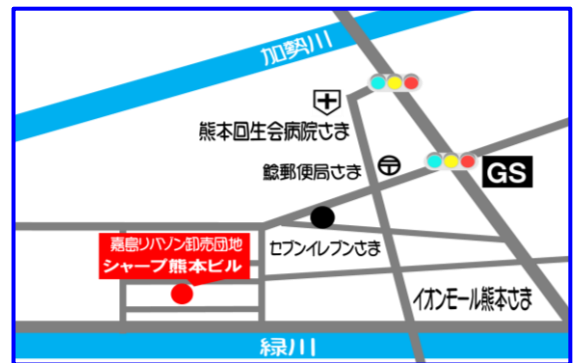 加勢川
熊本回生会病院さま
鯰郵便局さま
GS
嘉島リバゾン卸売団地
シャープ熊本ビル
セブンイレブンさま
イオンモール熊本さま
緑川